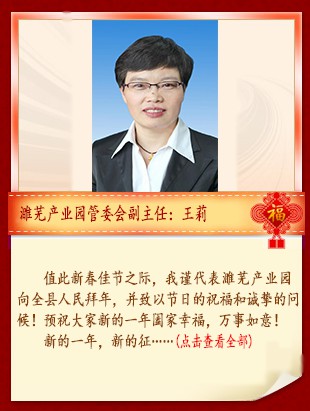 濉芜产业园管委会副主任：王莉
福
值此新春佳节之际，我谨代表濉芜产业园
向全县人民拜年，并致以节日的祝福和诚挚的问
候！预祝大家新的一年阖家幸福，万事如意！
新的一年，新的征……(点击查看全部)